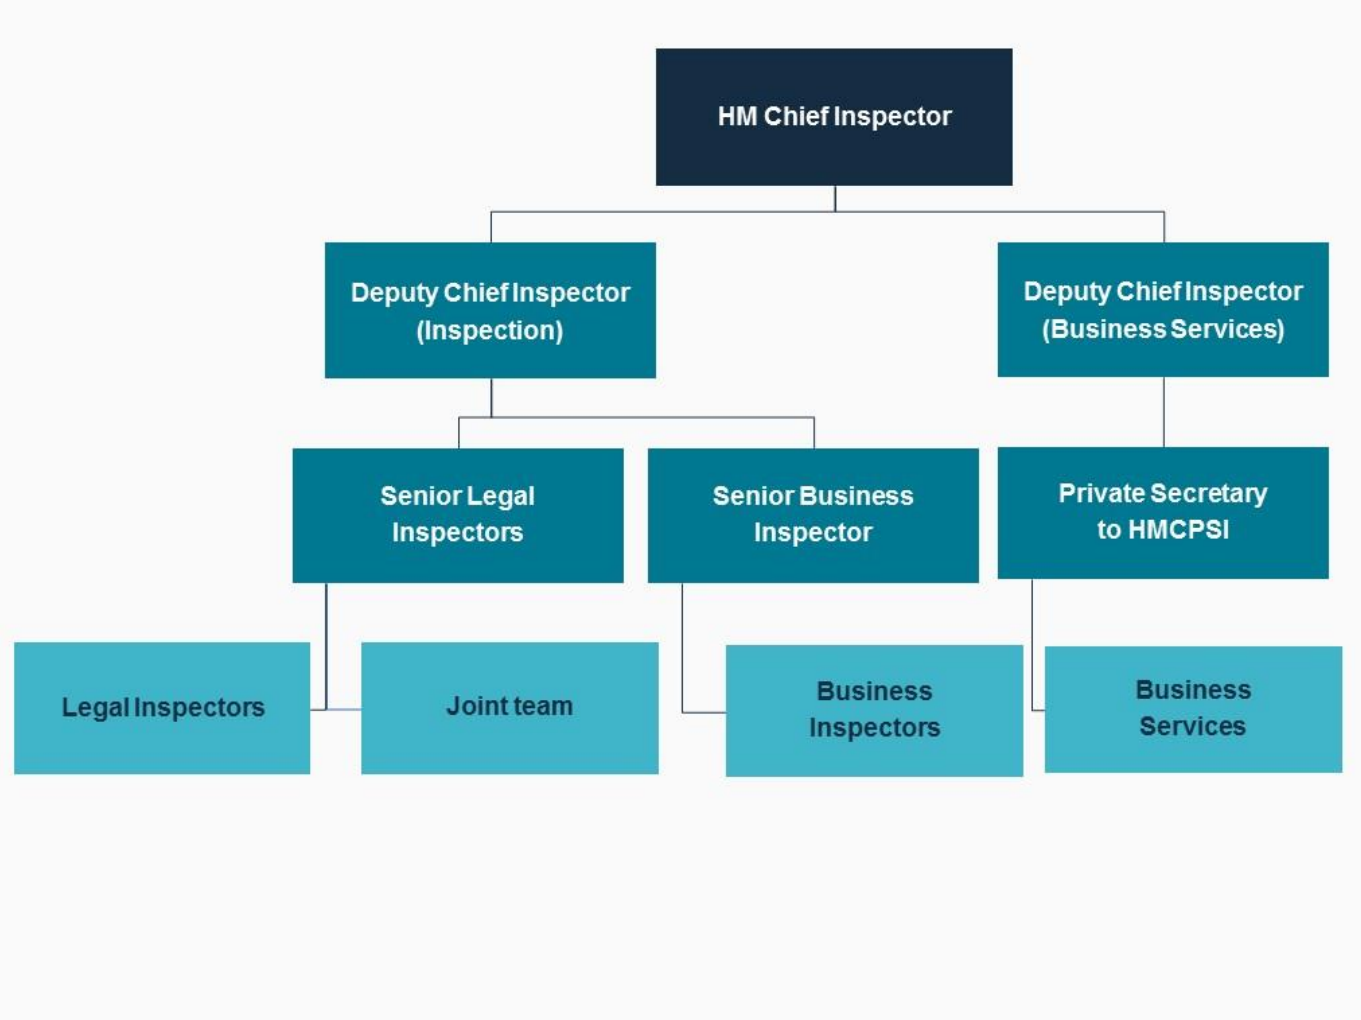 HM Chief Inspector
Deputy Chief Inspector
(Inspection)
Deputy Chief Inspector
(Business Services)
Senior Legal
Inspectors
Senior Business
Inspector
Private Secretary
to HMCPSI
Legal Inspectors
Joint team
Business
Inspectors
Business
Services